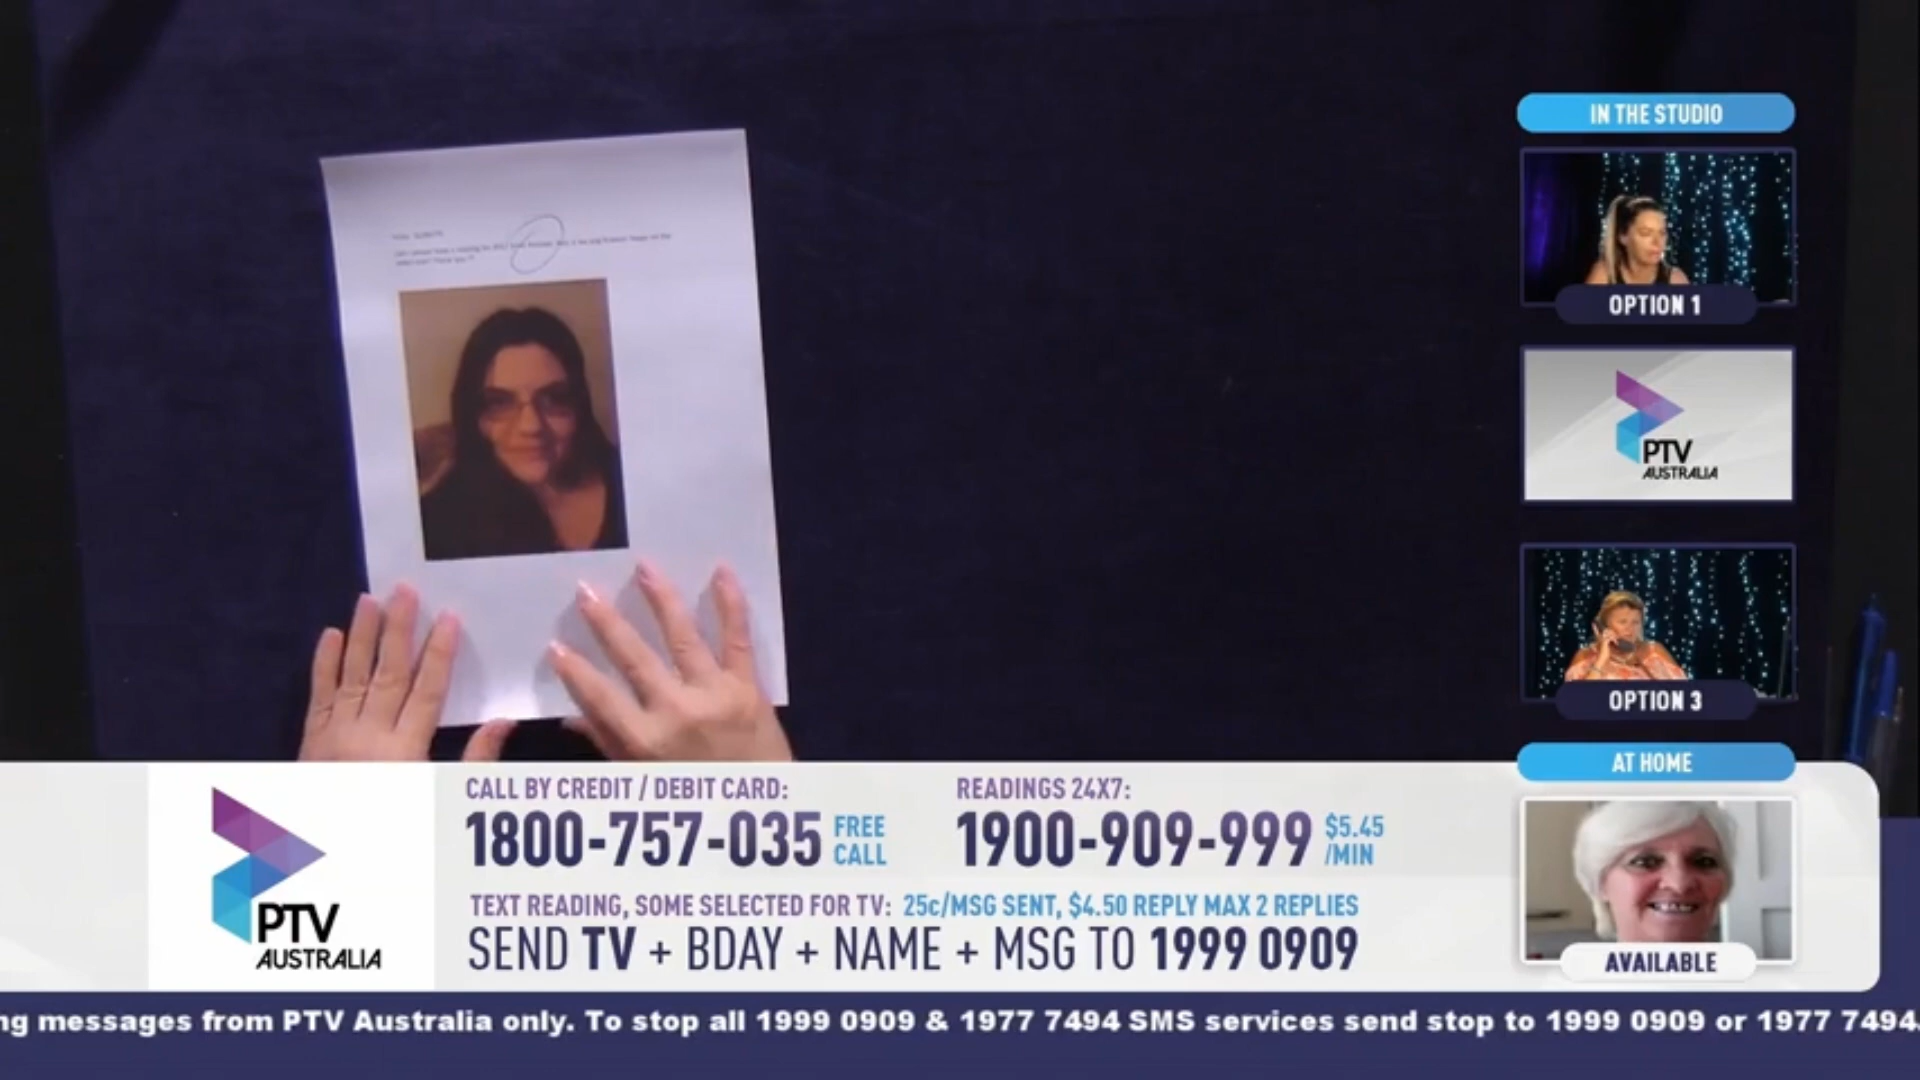 IN THE STUDIO
OPTION 1
PTV
AUSTRALIA
OPTION 3
AT HOME
AVAILABLE
CALL BY CREDIT / DEBIT CARD:
1800-757-035 FREE CALL
READINGS 24X7:
1900-909-999 $5.45 /MIN
TEXT READING, SOME SELECTED FOR TV: 25c/MSG SENT, $4.50 REPLY MAX 2 REPLIES
SEND TV + BDAY + NAME + MSG TO 1999 0909
PTV
AUSTRALIA
ng messages from PTV Australia only. To stop all 1999 0909 & 1977 7494 SMS services send stop to 1999 0909 or 1977 7494.